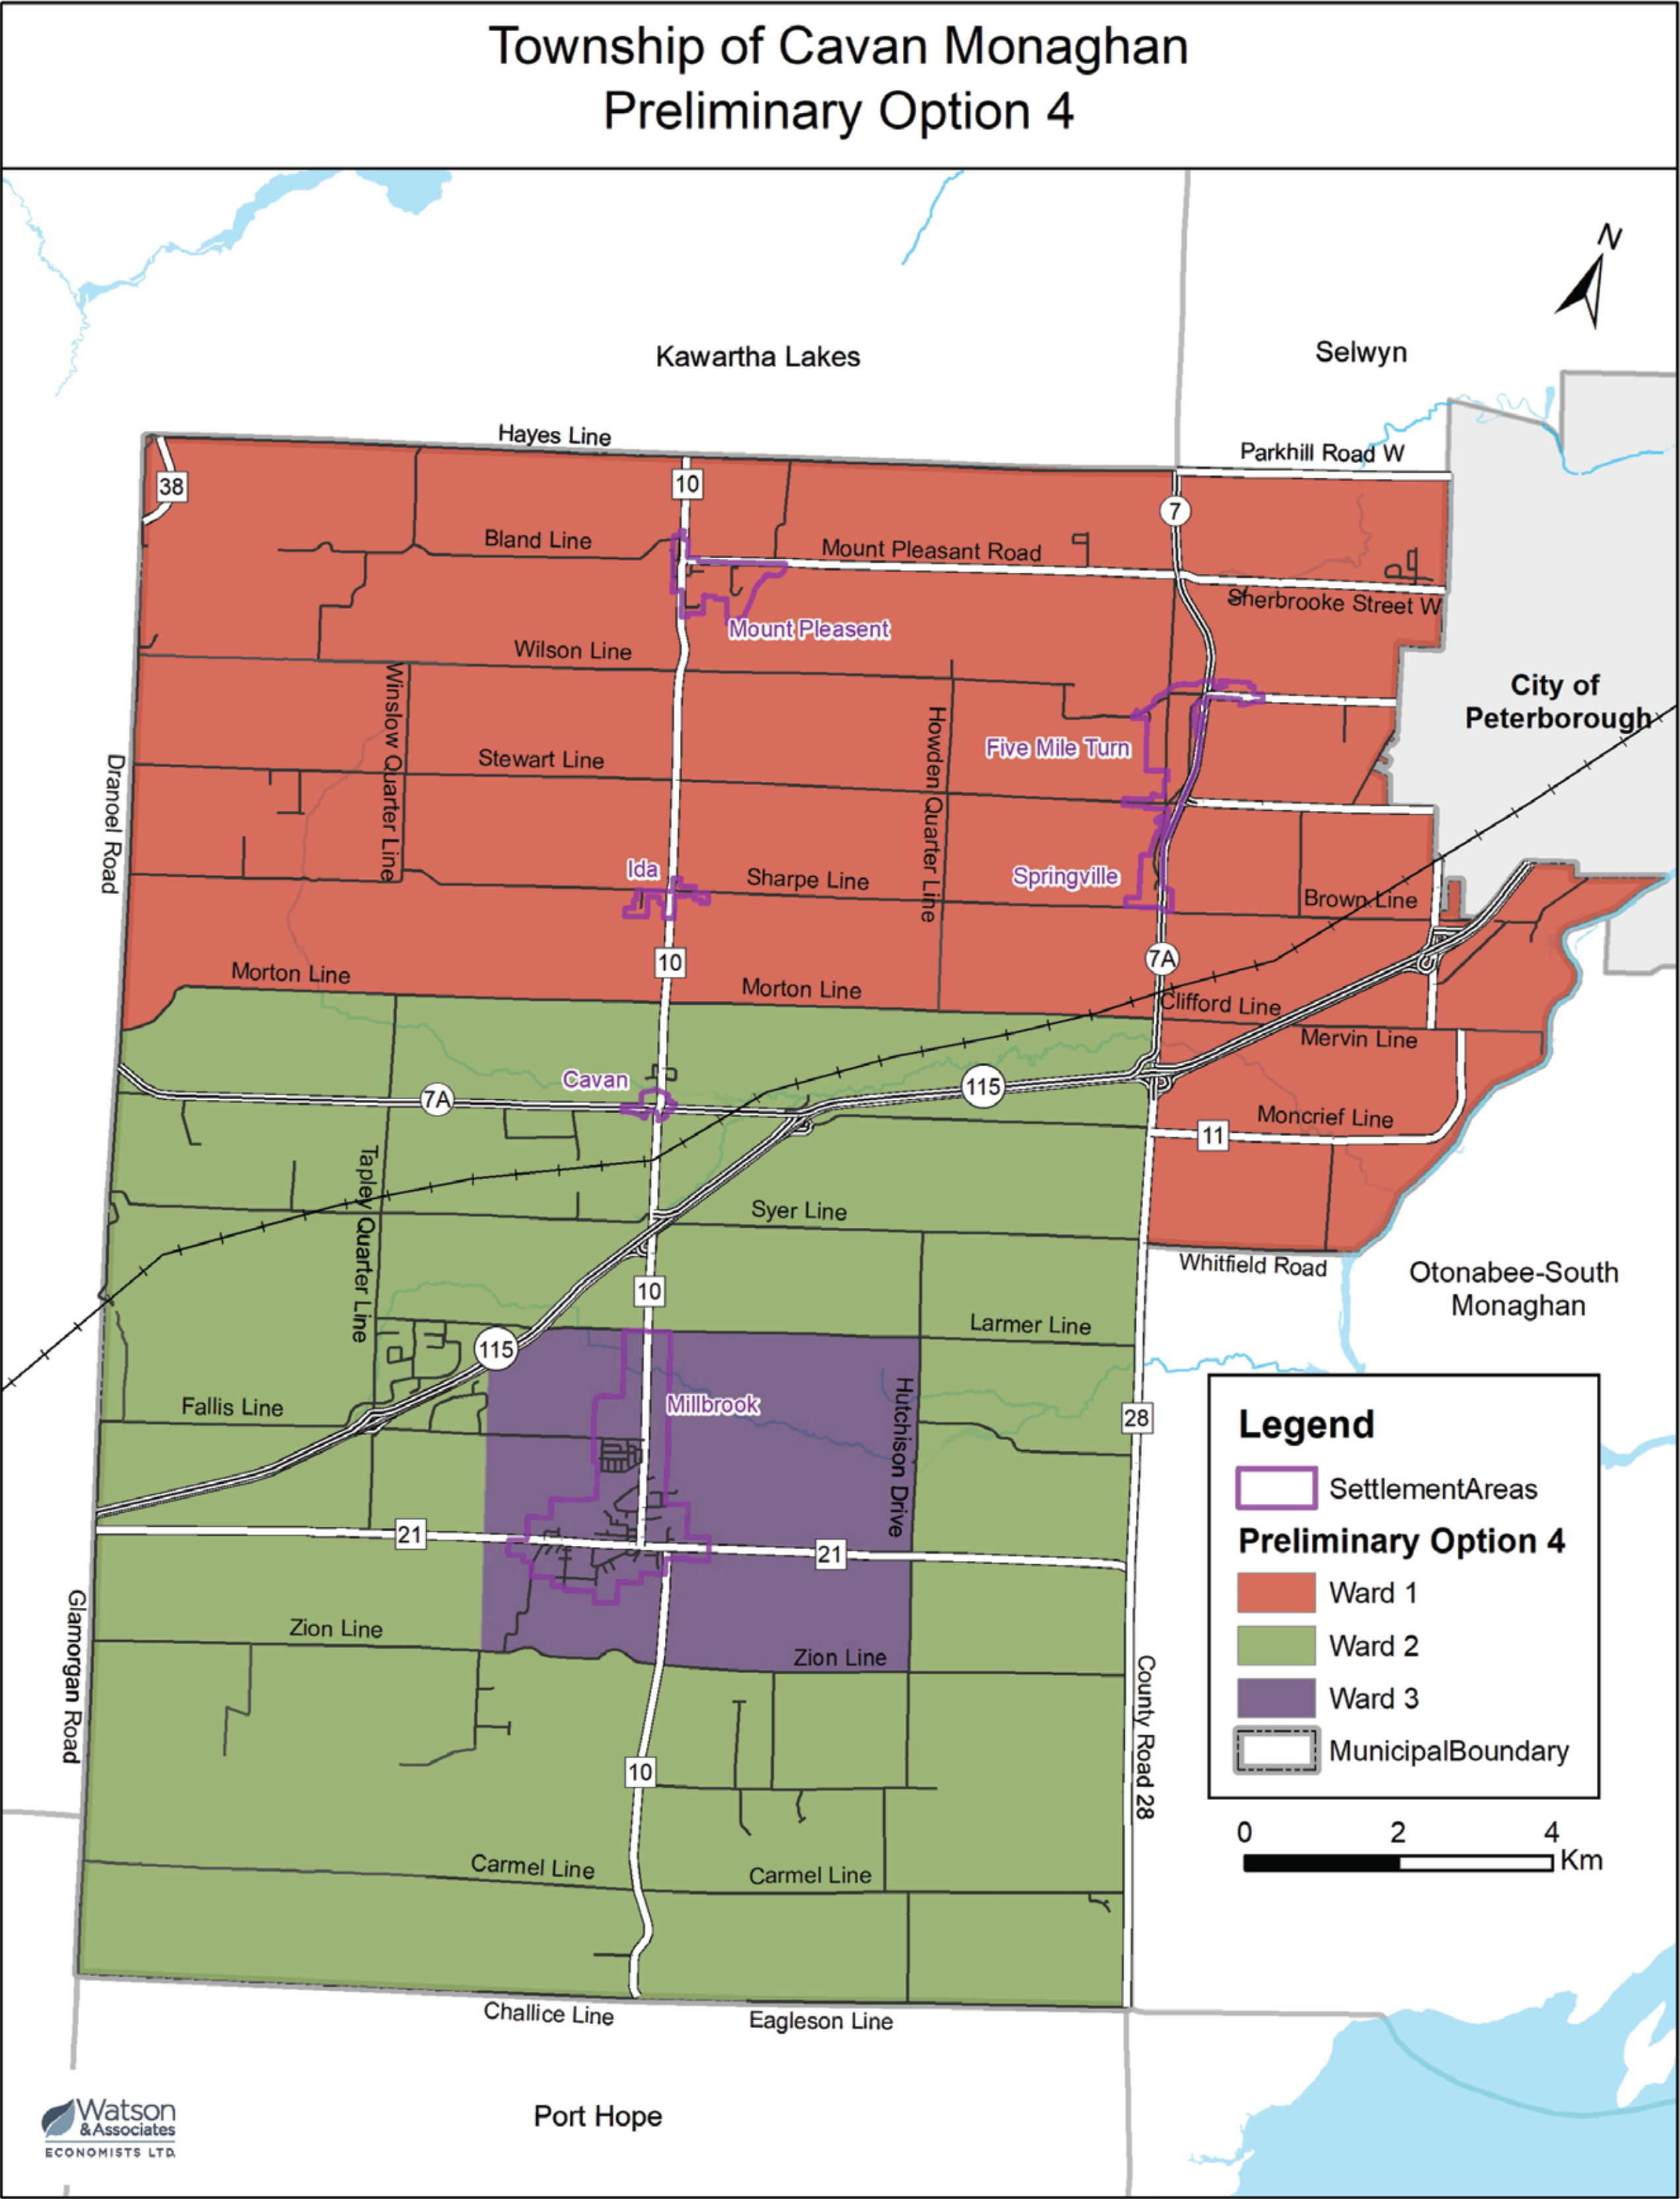 Township of Cavan Monaghan
Preliminary Option 4
N
Kawartha Lakes
Selwyn
Hayes Line
Parkhill Road W
38
10
7
Bland Line
Mount Pleasant Road
Sherbrooke Street W
Mount Pleasent
Wilson Line
Winslow Quarter Line
City of
Peterborough
Howden Quarter Line
Five Mile Turn
Stewart Line
Dranoel Road
Ida
Sharpe Line
Springville
Brown Line
10
7A
Morton Line
Morton Line
Clifford Line
Mervin Line
Cavan
7A
115
Moncrief Line
11
Tapley Quarter Line
Syer Line
Whitfield Road
Otonabee-South
Monaghan
10
Larmer Line
115
Fallis Line
Millbrook
Hutchison Drive
28
21
21
Glamorgan Road
Zion Line
Zion Line
County Road 28
10
Carmel Line
Carmel Line
Challice Line
Eagleson Line
Port Hope
Legend
SettlementAreas
Preliminary Option 4
Ward 1
Ward 2
Ward 3
MunicipalBoundary
0 2 4
Km
Watson
&Associates
ECONOMISTS LTD.